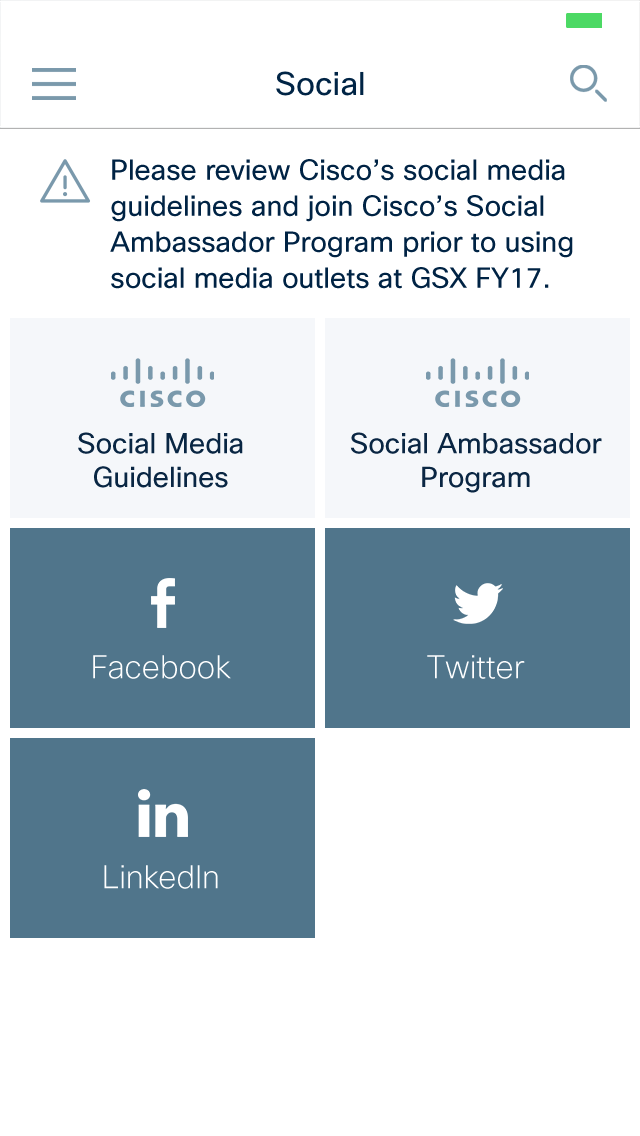 Social
Please review Cisco’s social media
guidelines and join Cisco’s Social
Ambassador Program prior to using
social media outlets at GSX FY17.
CISCO
Social Media
Guidelines
CISCO
Social Ambassador
Program
f
Facebook
Twitter
in
LinkedIn